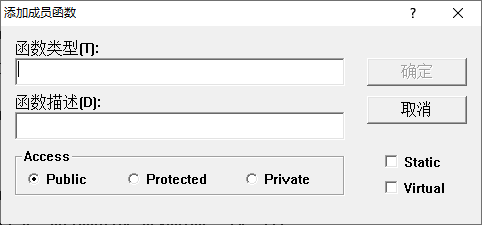 添加成员函数
函数类型(T):
确定
函数描述(D):
取消
Access
Public Protected Private
Static
Virtual